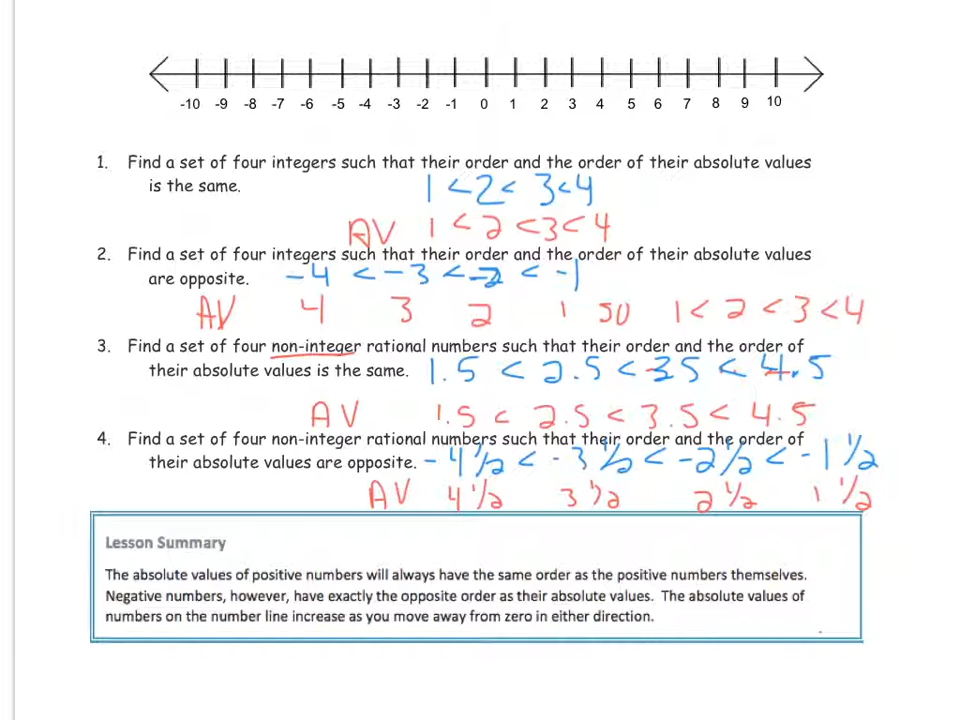 -10 -9 -8 -7 -6 -5 -4 -3 -2 -1 0 1 2 3 4 5 6 7 8 9 10
1. Find a set of four integers such that their order and the order of their absolute values
is the same. 1 < 2 < 3 < 4
AV 1 < 2 < 3 < 4
2. Find a set of four integers such that their order and the order of their absolute values
are opposite. -4 < -3 < -2 < -1
AV 4 3 2 1 SO 1 < 2 < 3 < 4
3. Find a set of four non-integer rational numbers such that their order and the order of
their absolute values is the same. 1.5 < 2.5 < 3.5 < 4.5
AV 1.5 < 2.5 < 3.5 < 4.5
4. Find a set of four non-integer rational numbers such that their order and the order of
their absolute values are opposite. -4 1/2 < -3 1/2 < -2 1/2 < -1 1/2
AV 4 1/2 3 1/2 2 1/2 1 1/2
Lesson Summary
The absolute values of positive numbers will always have the same order as the positive numbers themselves.
Negative numbers, however, have exactly the opposite order as their absolute values. The absolute values of
numbers on the number line increase as you move away from zero in either direction.